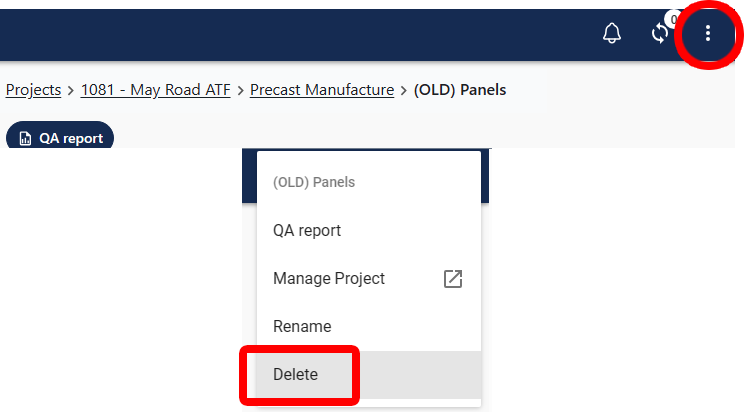 0
Projects > 1081 - May Road ATF > Precast Manufacture > (OLD) Panels
QA report
(OLD) Panels
QA report
Manage Project
Rename
Delete